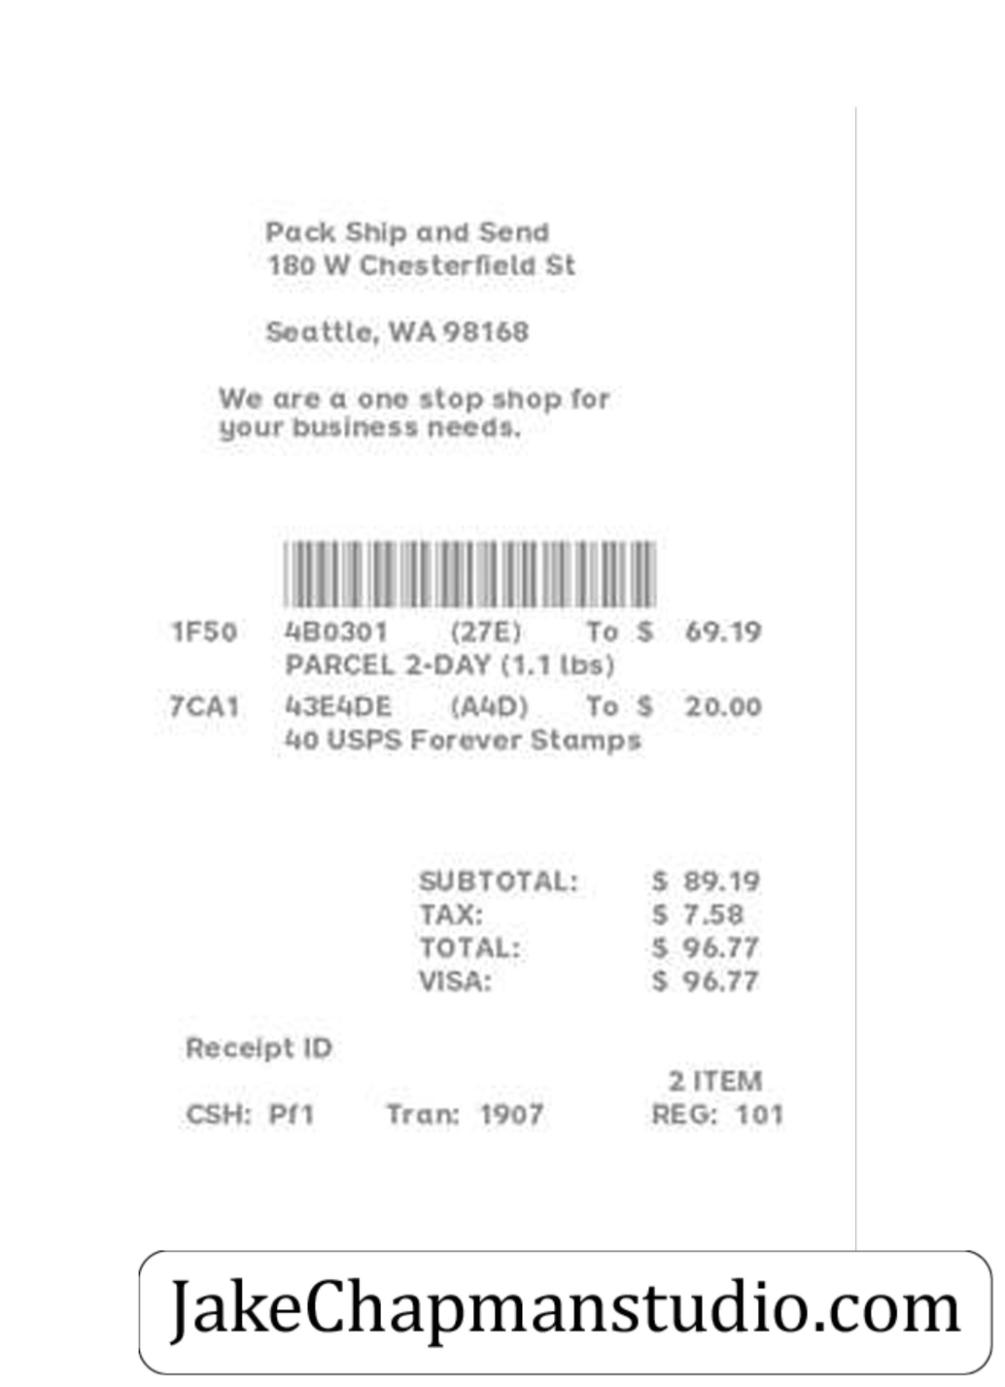 Pack Ship and Send
180 W Chesterfield St
Seattle, WA 98168
We are a one stop shop for
your business needs.
1F50 4B0301 (27E) To $ 69.19
PARCEL 2-DAY (1.1 lbs)
7CA1 43E4DE (A4D) To $ 20.00
40 USPS Forever Stamps
SUBTOTAL: $ 89.19
TAX: $ 7.58
TOTAL: $ 96.77
VISA: $ 96.77
Receipt ID
2 ITEM
CSH: Pf1 Tran: 1907 REG: 101
JakeChapmanstudio.com